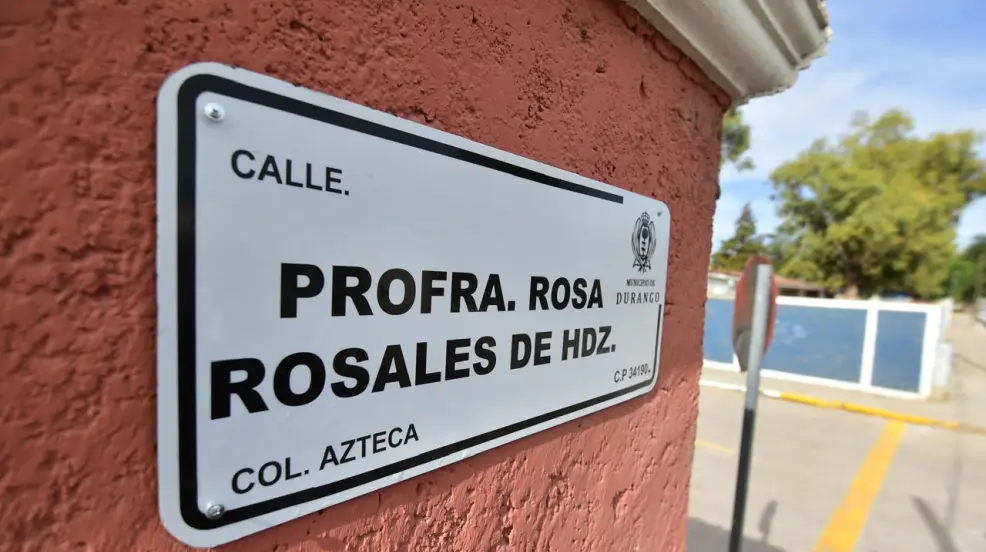 CALLE.
MUNICIPIO DE
DURANGO
PROFRA. ROSA
ROSALES DE HDZ.
C.P 34190.
COL. AZTECA